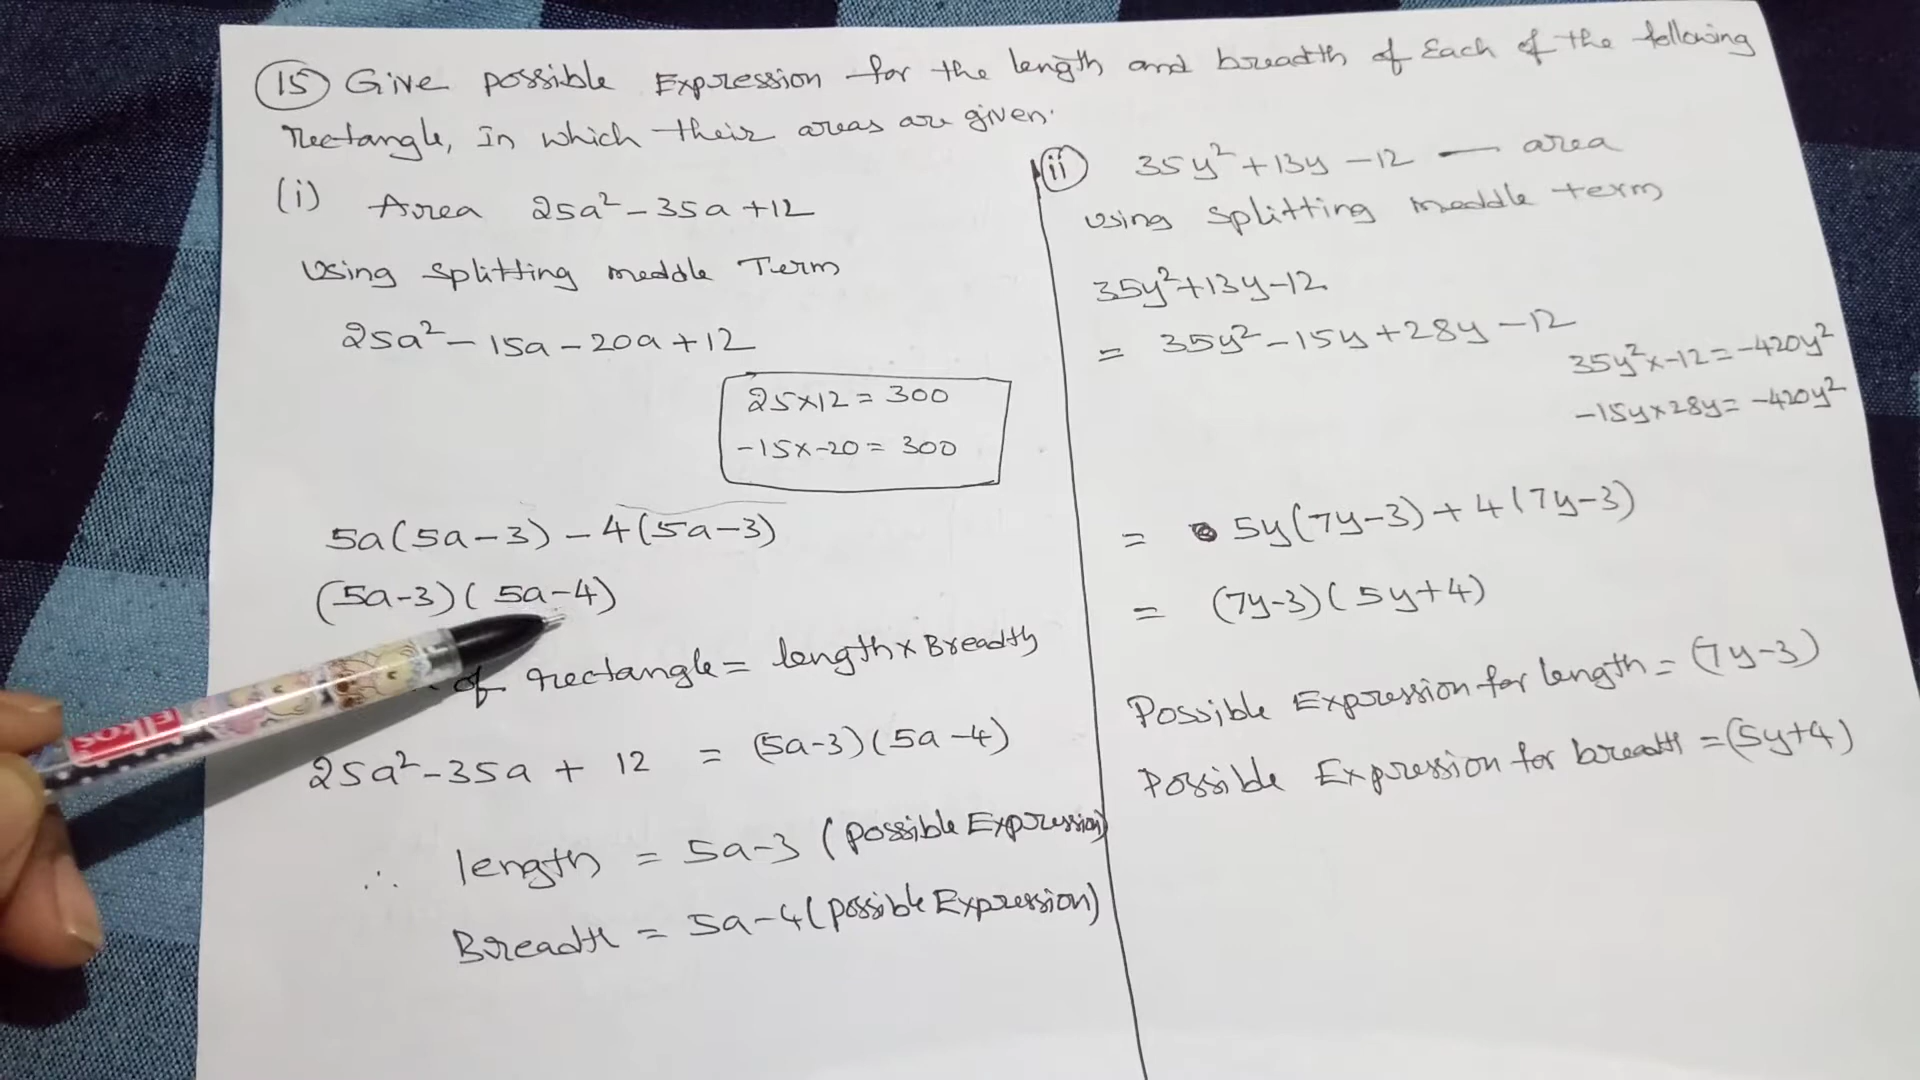 15 Give possible Expression for the length and breadth of Each of the following
rectangle, In which their areas are given.
(i) Area 25a² - 35a + 12
Using splitting meddle Term
25a² - 15a - 20a + 12
25×12 = 300
-15×-20 = 300
5a(5a-3) - 4(5a-3)
(5a-3)(5a-4)
of rectangle = length × Breadth
25a² - 35a + 12 = (5a-3)(5a-4)
∴ length = 5a-3 (possible Expression)
Breadth = 5a-4 (possible Expression)
ii 35y² + 13y - 12 — area
Using splitting meddle term
35y²+13y-12
= 35y² - 15y + 28y - 12
35y²×-12 = -420y²
-15y×28y = -420y²
= 5y(7y-3) + 4(7y-3)
= (7y-3)(5y+4)
Possible Expression for length = (7y-3)
Possible Expression for breadth = (5y+4)
Elkos